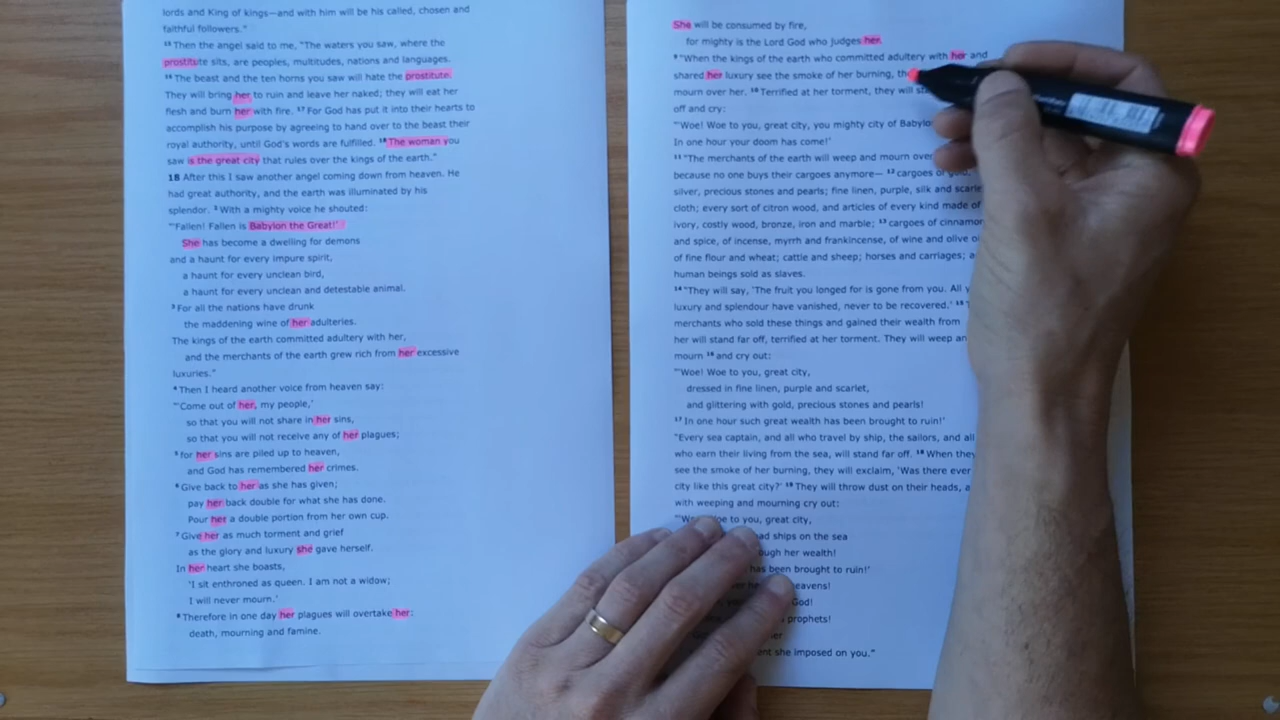 lords and King of kings—and with him will be his called, chosen and
faithful followers."
15 Then the angel said to me, "The waters you saw, where the
prostitute sits, are peoples, multitudes, nations and languages.
16 The beast and the ten horns you saw will hate the prostitute.
They will bring her to ruin and leave her naked; they will eat her
flesh and burn her with fire. 17 For God has put it into their hearts to
accomplish his purpose by agreeing to hand over to the beast their
royal authority, until God's words are fulfilled. 18 The woman you
saw is the great city that rules over the kings of the earth."
18 After this I saw another angel coming down from heaven. He
had great authority, and the earth was illuminated by his
splendor. 2 With a mighty voice he shouted:
"'Fallen! Fallen is Babylon the Great!'
She has become a dwelling for demons
and a haunt for every impure spirit,
a haunt for every unclean bird,
a haunt for every unclean and detestable animal.
3 For all the nations have drunk
the maddening wine of her adulteries.
The kings of the earth committed adultery with her,
and the merchants of the earth grew rich from her excessive
luxuries."
4 Then I heard another voice from heaven say:
"'Come out of her, my people,'
so that you will not share in her sins,
so that you will not receive any of her plagues;
5 for her sins are piled up to heaven,
and God has remembered her crimes.
6 Give back to her as she has given;
pay her back double for what she has done.
Pour her a double portion from her own cup.
7 Give her as much torment and grief
as the glory and luxury she gave herself.
In her heart she boasts,
'I sit enthroned as queen. I am not a widow;
I will never mourn.'
8 Therefore in one day her plagues will overtake her:
death, mourning and famine.
She will be consumed by fire,
for mighty is the Lord God who judges her.
9 "When the kings of the earth who committed adultery with her and
shared her luxury see the smoke of her burning,
mourn over her. 10 Terrified at her torment, they will
off and cry:
"'Woe! Woe to you, great city, you mighty city of
In one hour your doom has come!'
11 "The merchants of the earth will weep and mourn over
because no one buys their cargoes anymore— 12 cargoes of gold,
silver, precious stones and pearls; fine linen, purple, silk and
cloth; every sort of citron wood, and articles of every kind made of
ivory, costly wood, bronze, iron and marble; 13 cargoes of
and spice, of incense, myrrh and frankincense, of wine and olive
of fine flour and wheat; cattle and sheep; horses and carriages;
human beings sold as slaves.
14 "They will say, 'The fruit you longed for is gone from you. All
luxury and splendour have vanished, never to be recovered.' 15
merchants who sold these things and gained their wealth from
her will stand far off, terrified at her torment. They will weep
mourn 16 and cry out:
"'Woe! Woe to you, great city,
dressed in fine linen, purple and scarlet,
and glittering with gold, precious stones and pearls!
17 In one hour such great wealth has been brought to ruin!'
"Every sea captain, and all who travel by ship, the sailors, and all
who earn their living from the sea, will stand far off. 18 When they
see the smoke of her burning, they will exclaim, 'Was there ever
city like this great city?' 19 They will throw dust on their heads,
with weeping and mourning cry out:
to you, great city,
ships on the sea
her wealth!
has been brought to ruin!'
God!
prophets!
she imposed on you."